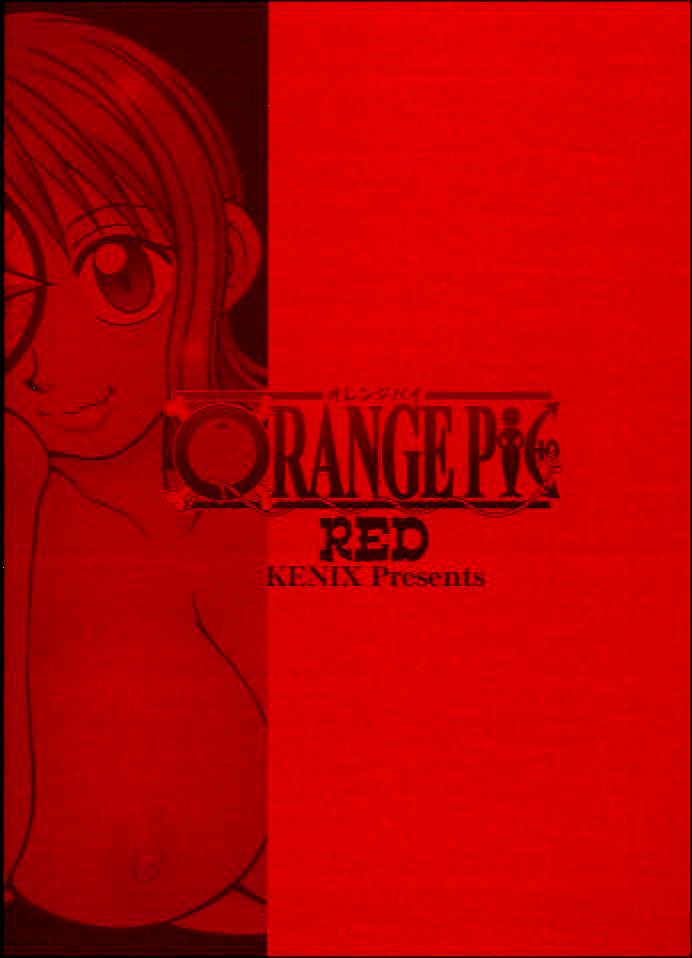 オレンジパイ
ORANGE PIE
RED
KENIX Presents